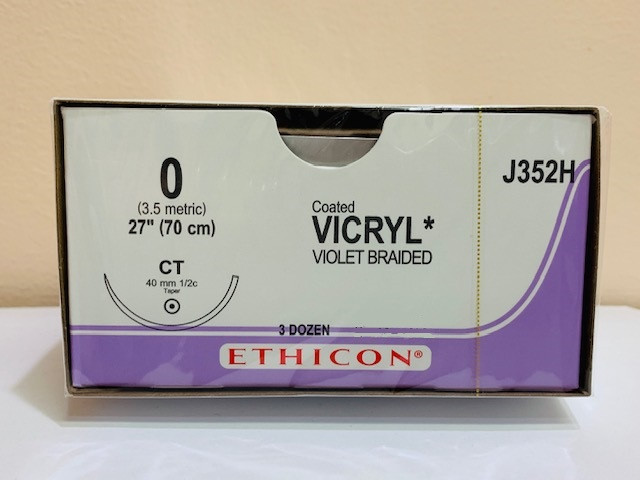 0
(3.5 metric)
27" (70 cm)
CT
40 mm 1/2c
Taper
Coated
VICRYL*
VIOLET BRAIDED
J352H
3 DOZEN
ETHICON®